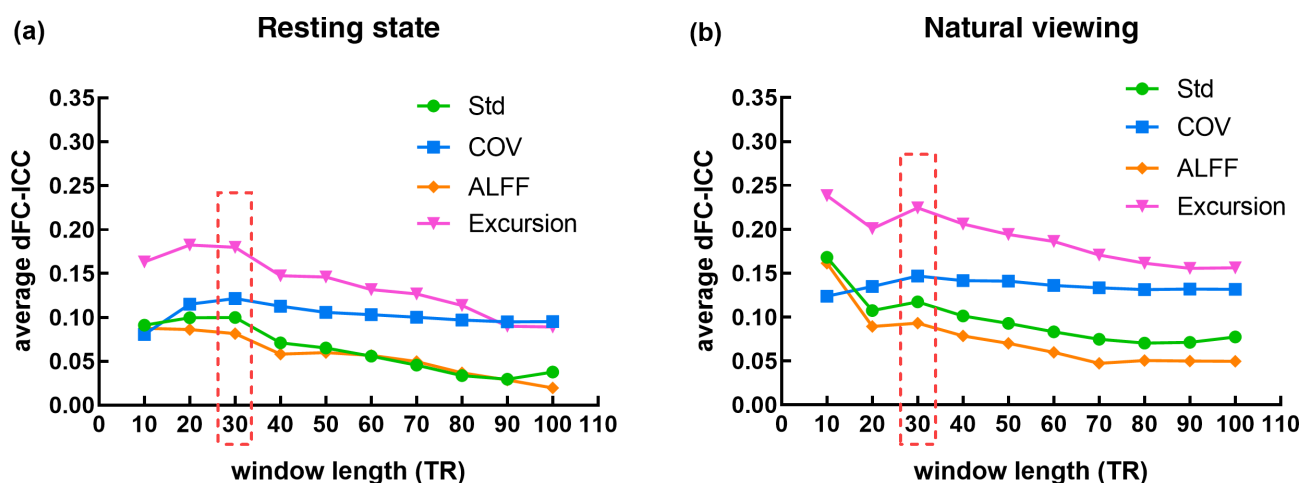 (a)
Resting state
0.35
0.30
0.25
0.20
0.15
0.10
0.05
0.00
average dFC-ICC
Std
COV
ALFF
Excursion
0 10 20 30 40 50 60 70 80 90 100 110
window length (TR)
(b)
Natural viewing
0.35
0.30
0.25
0.20
0.15
0.10
0.05
0.00
average dFC-ICC
Std
COV
ALFF
Excursion
0 10 20 30 40 50 60 70 80 90 100 110
window length (TR)